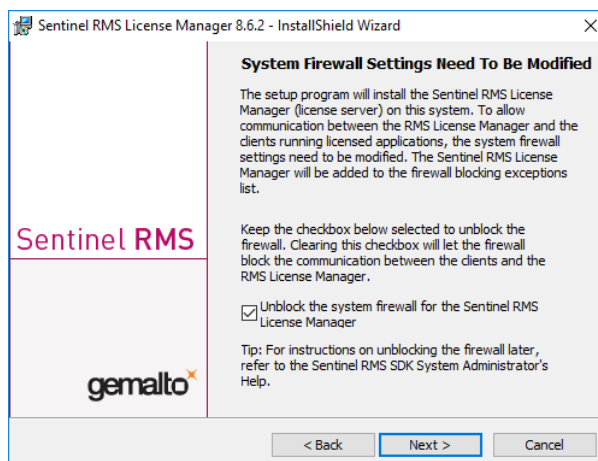 Sentinel RMS License Manager 8.6.2 - InstallShield Wizard
System Firewall Settings Need To Be Modified
The setup program will install the Sentinel RMS License
Manager (license server) on this system. To allow
communication between the RMS License Manager and the
clients running licensed applications, the system firewall
settings need to be modified. The Sentinel RMS License
Manager will be added to the firewall blocking exceptions
list.
Sentinel RMS
Keep the checkbox below selected to unblock the
firewall. Clearing this checkbox will let the firewall
block the communication between the clients and the
RMS License Manager.
Unblock the system firewall for the Sentinel RMS
License Manager
Tip: For instructions on unblocking the firewall later,
refer to the Sentinel RMS SDK System Administrator's
Help.
gemalto
< Back Next > Cancel